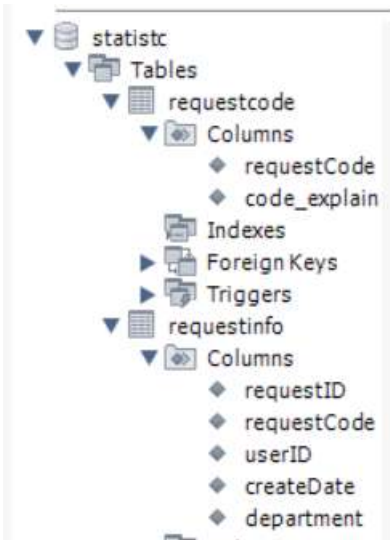 statistc
Tables
requestcode
Columns
requestCode
code_explain
Indexes
Foreign Keys
Triggers
requestinfo
Columns
requestID
requestCode
userID
createDate
department